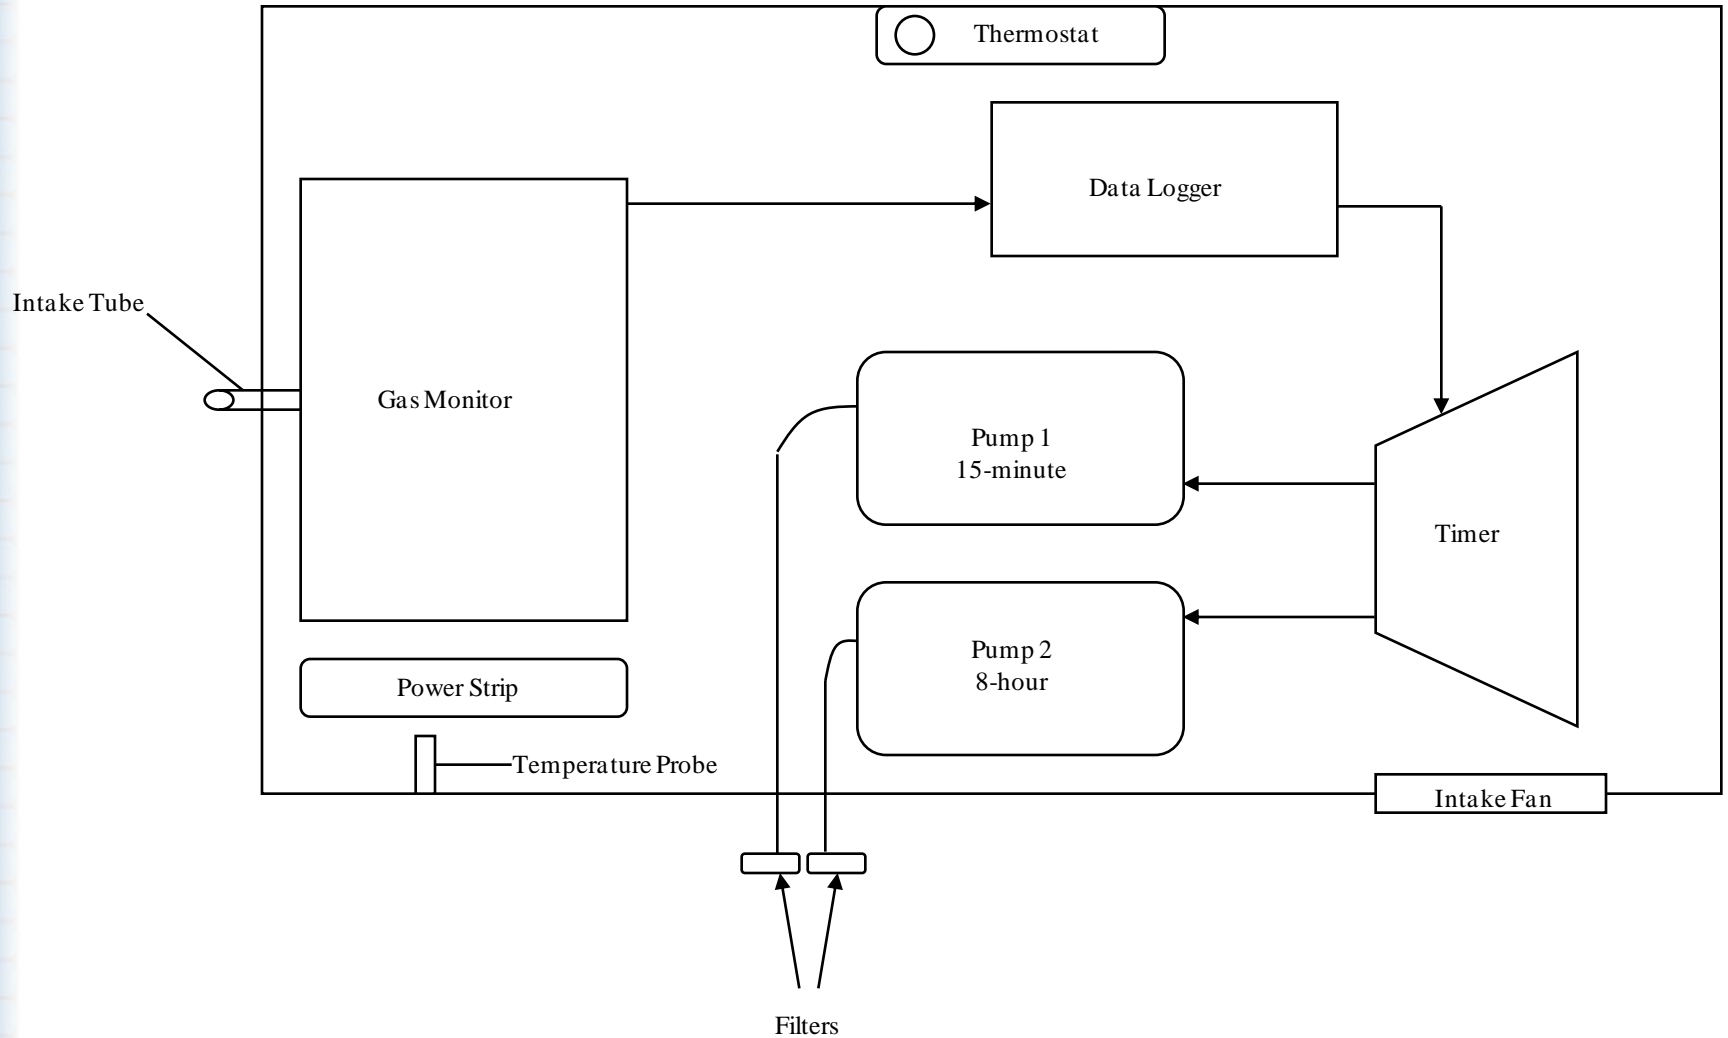 Thermostat
Data Logger
Intake Tube
Gas Monitor
Pump 1
15-minute
Timer
Pump 2
8-hour
Power Strip
Temperature Probe
Intake Fan
Filters